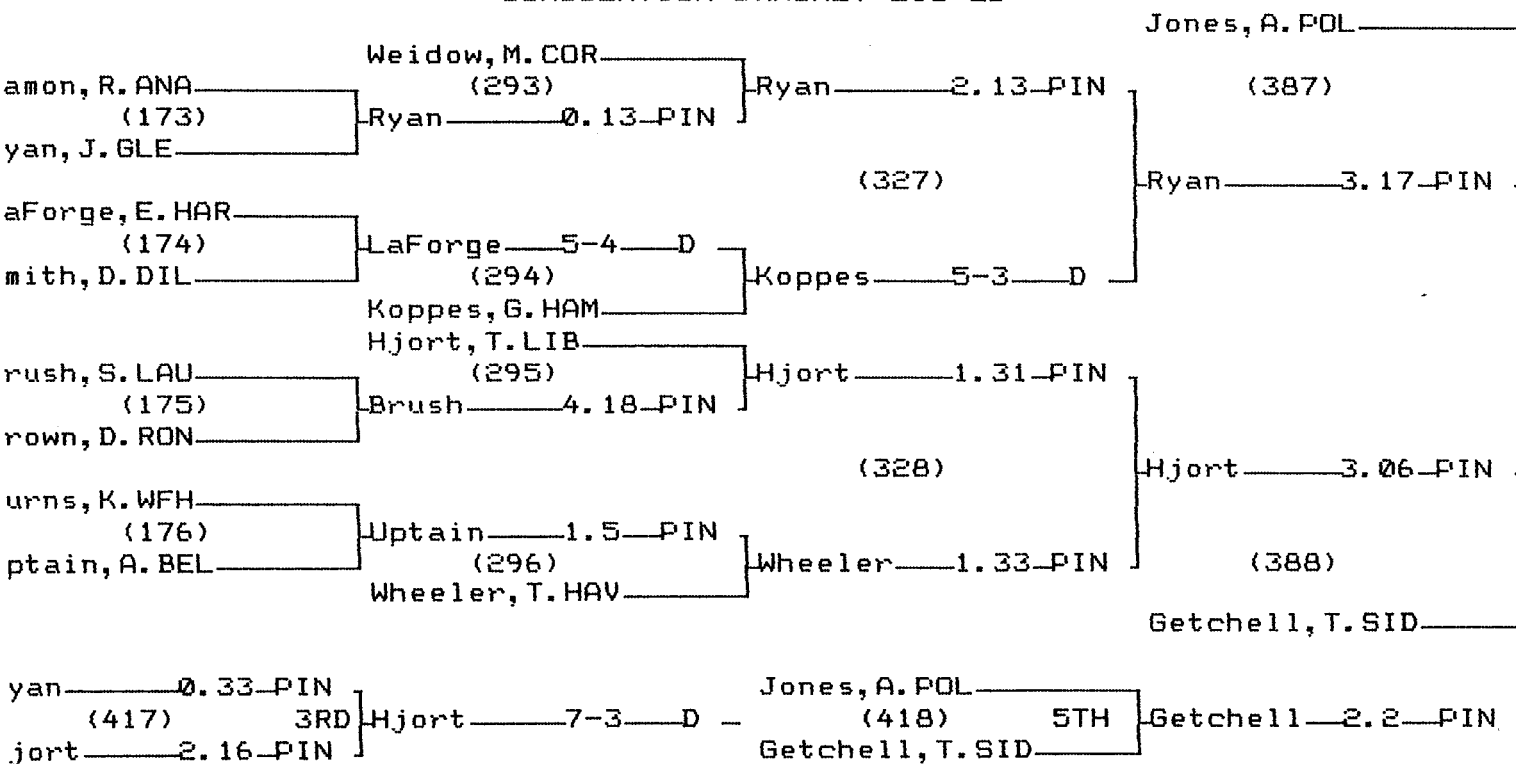 Jones, A. POL
Weidow, M. COR
amon, R. ANA (293) Ryan 2.13 PIN (387)
(173) Ryan 0.13 PIN
yan, J. GLE
(327) Ryan 3.17 PIN
aForge, E. HAR
(174) LaForge 5-4 D
mith, D. DIL (294) Koppes 5-3 D
Koppes, G. HAM
Hjort, T. LIB
rush, S. LAU (295) Hjort 1.31 PIN
(175) Brush 4.18 PIN
rown, D. RON
(328) Hjort 3.06 PIN
urns, K. WFH
(176) Uptain 1.5 PIN
ptain, A. BEL (296) Wheeler 1.33 PIN (388)
Wheeler, T. HAV
Getchell, T. SID
yan 0.33 PIN Jones, A. POL
(417) 3RD Hjort 7-3 D (418) 5TH Getchell 2.2 PIN
jort 2.16 PIN Getchell, T. SID